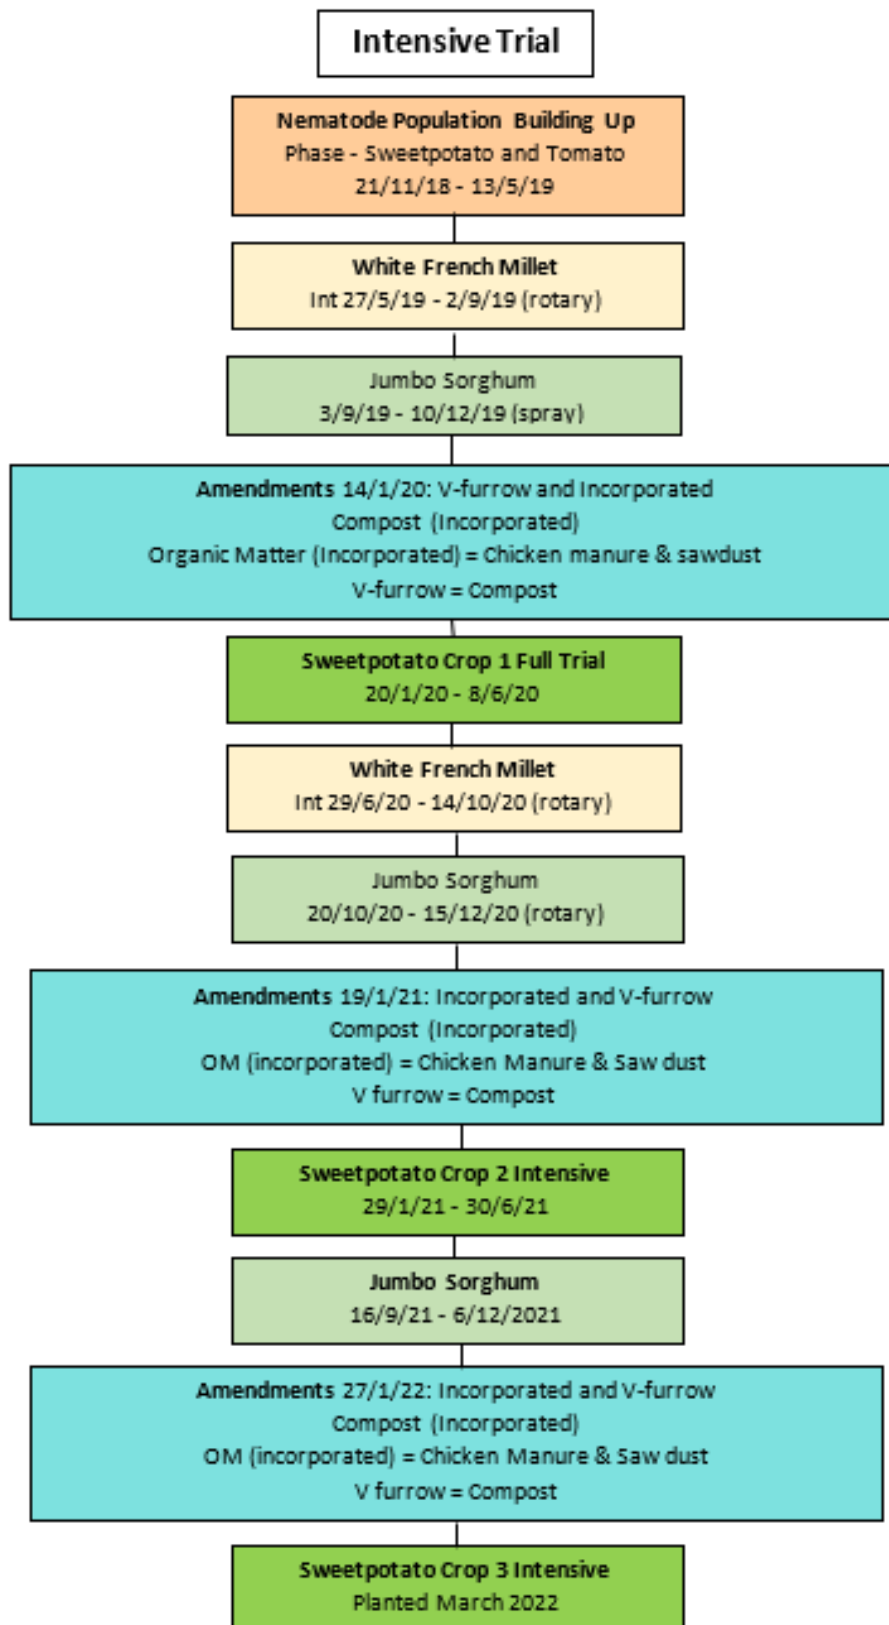 Intensive Trial
Nematode Population Building Up
Phase - Sweetpotato and Tomato
21/11/18 - 13/5/19
White French Millet
Int 27/5/19 - 2/9/19 (rotary)
Jumbo Sorghum
3/9/19 - 10/12/19 (spray)
Amendments 14/1/20: V-furrow and Incorporated
Compost (Incorporated)
Organic Matter (Incorporated) = Chicken manure & sawdust
V-furrow = Compost
Sweetpotato Crop 1 Full Trial
20/1/20 - 8/6/20
White French Millet
Int 29/6/20 - 14/10/20 (rotary)
Jumbo Sorghum
20/10/20 - 15/12/20 (rotary)
Amendments 19/1/21: Incorporated and V-furrow
Compost (Incorporated)
OM (incorporated) = Chicken Manure & Saw dust
V furrow = Compost
Sweetpotato Crop 2 Intensive
29/1/21 - 30/6/21
Jumbo Sorghum
16/9/21 - 6/12/2021
Amendments 27/1/22: Incorporated and V-furrow
Compost (Incorporated)
OM (incorporated) = Chicken Manure & Saw dust
V furrow = Compost
Sweetpotato Crop 3 Intensive
Planted March 2022